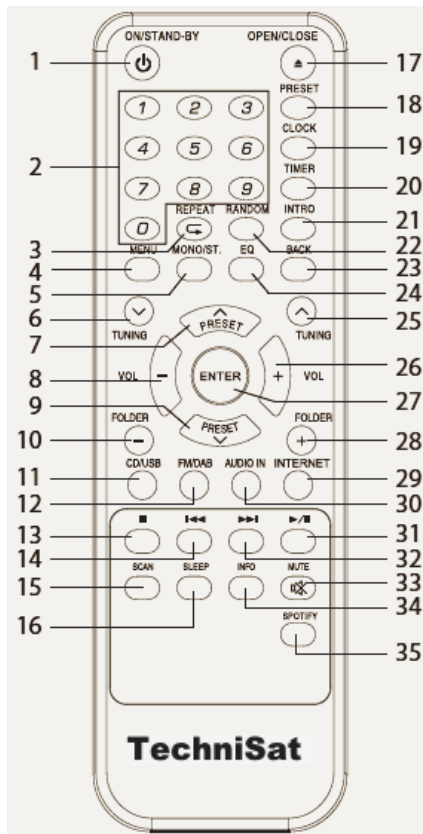 ON/STAND-BY OPEN/CLOSE
1 17
PRESET
18
1 2 3
CLOCK
2 4 5 6 19
TIMER
7 8 9 20
REPEAT RANDOM INTRO
0 21
3 22
MENU MONO/ST. EQ BACK
4 23
5 24
6 25
7 PRESET
TUNING TUNING
26
8 VOL - ENTER + VOL
27
9 PRESET
FOLDER FOLDER
10 - + 28
CD/USB FM/DAB AUDIO IN INTERNET
11 29
12 30
13 31
14 32
SCAN SLEEP INFO MUTE
15 33
16 34
SPOTIFY
35
TechniSat